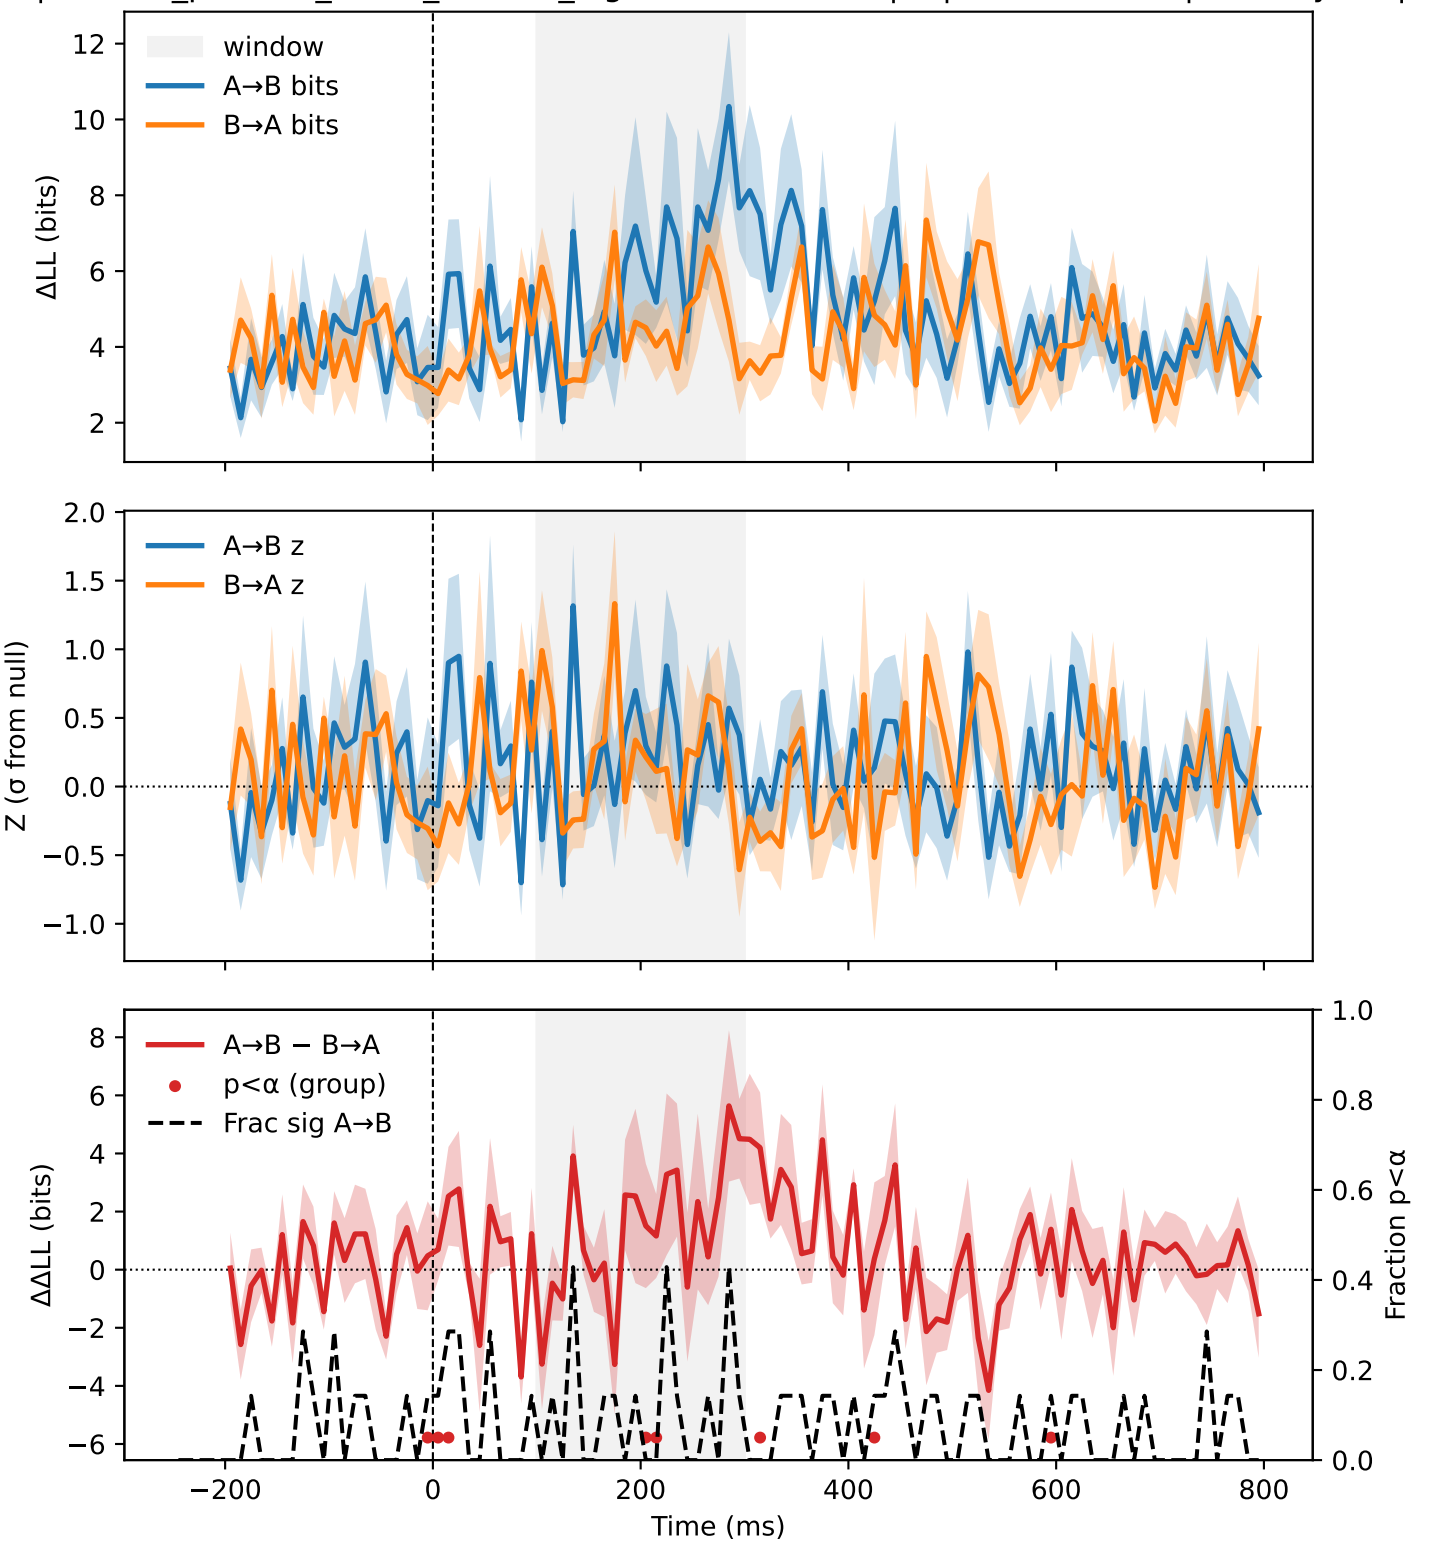 12
10
8
6
4
2
ΔLL (bits)
window
A→B bits
B→A bits
2.0
1.5
1.0
0.5
0.0
−0.5
−1.0
Z (σ from null)
A→B z
B→A z
8
6
4
2
0
−2
−4
−6
ΔΔLL (bits)
A→B − B→A
p<α (group)
Frac sig A→B
1.0
0.8
0.6
0.4
0.2
0.0
Fraction p<α
−200
0
200
400
600
800
Time (ms)